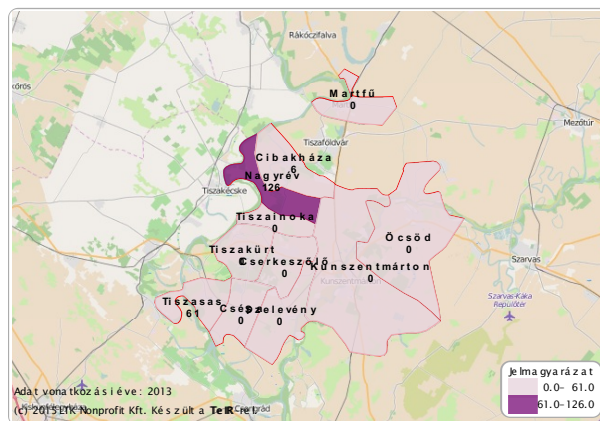 Rákóczifalva
Martfű
0
Mezőtúr
Tiszaföldvár
Cibakháza
6
Nagyrév
126
Tiszakécske
Tiszainoka
0
Öcsöd
0
Tiszakürt
Cserkeszőlő
0
Kunszentmárton
0
Szarvas
Tiszasas
61
Csépa
0
Szelevény
0
Szarvas-Káka
Repülőtér
Jelmagyarázat
0.0– 61.0
61.0–126.0
Adat vonatkozási éve: 2013
(c) 2015 LTK Nonprofit Kft. Készült a TeIR-rel